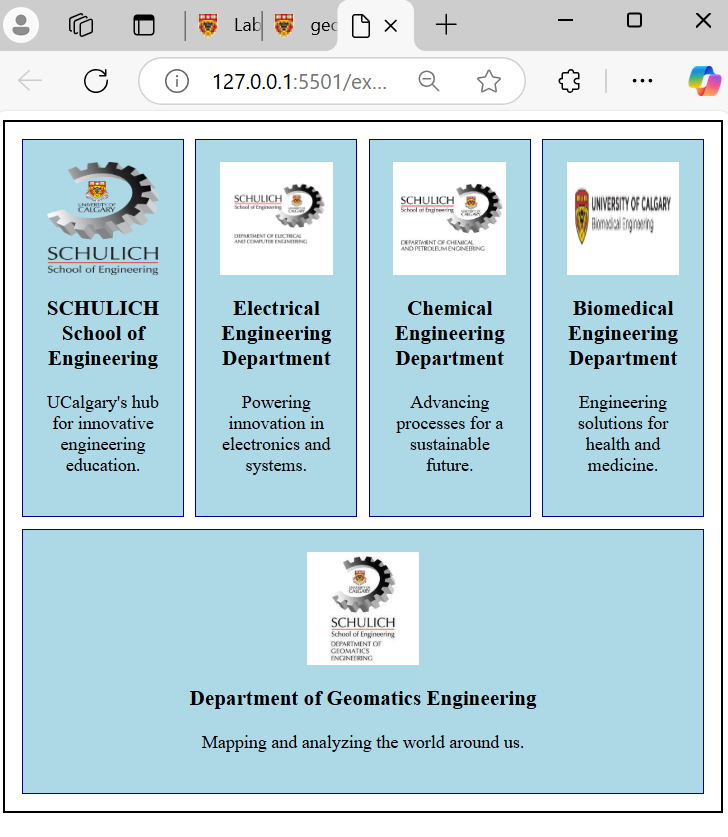 Lab
geo
127.0.0.1:5501/ex...
UNIVERSITY OF
CALGARY
SCHULICH
School of Engineering
SCHULICH
School of
Engineering
UCalgary's hub
for innovative
engineering
education.
SCHULICH
School of Engineering
UNIVERSITY OF
CALGARY
DEPARTMENT OF ELECTRICAL
AND COMPUTER ENGINEERING
Electrical
Engineering
Department
Powering
innovation in
electronics and
systems.
SCHULICH
School of Engineering
UNIVERSITY OF
CALGARY
DEPARTMENT OF CHEMICAL
AND PETROLEUM ENGINEERING
Chemical
Engineering
Department
Advancing
processes for a
sustainable
future.
UNIVERSITY OF CALGARY
Biomedical Engineering
Biomedical
Engineering
Department
Engineering
solutions for
health and
medicine.
UNIVERSITY OF
CALGARY
SCHULICH
School of Engineering
DEPARTMENT OF
GEOMATICS
ENGINEERING
Department of Geomatics Engineering
Mapping and analyzing the world around us.